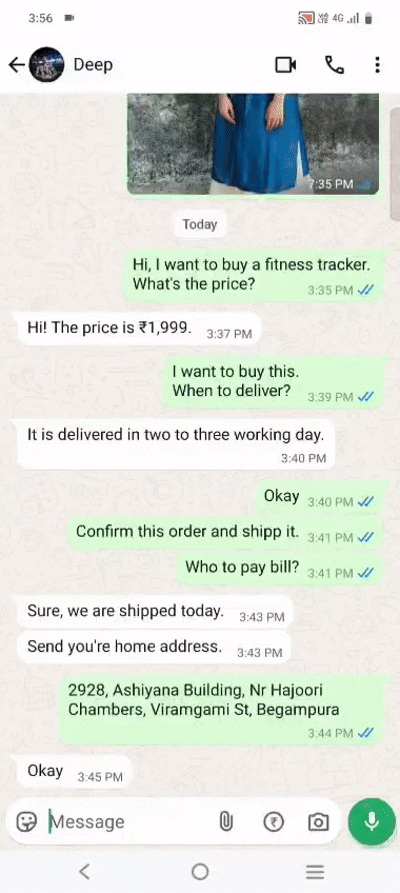 3:56 4G
Deep
7:35 PM
Today
Hi, I want to buy a fitness tracker.
What's the price?
3:35 PM
Hi! The price is ₹1,999. 3:37 PM
I want to buy this.
When to deliver? 3:39 PM
It is delivered in two to three working day.
3:40 PM
Okay 3:40 PM
Confirm this order and shipp it. 3:41 PM
Who to pay bill? 3:41 PM
Sure, we are shipped today. 3:43 PM
Send you're home address. 3:43 PM
2928, Ashiyana Building, Nr Hajoori
Chambers, Viramgami St, Begampura
3:44 PM
Okay 3:45 PM
Message